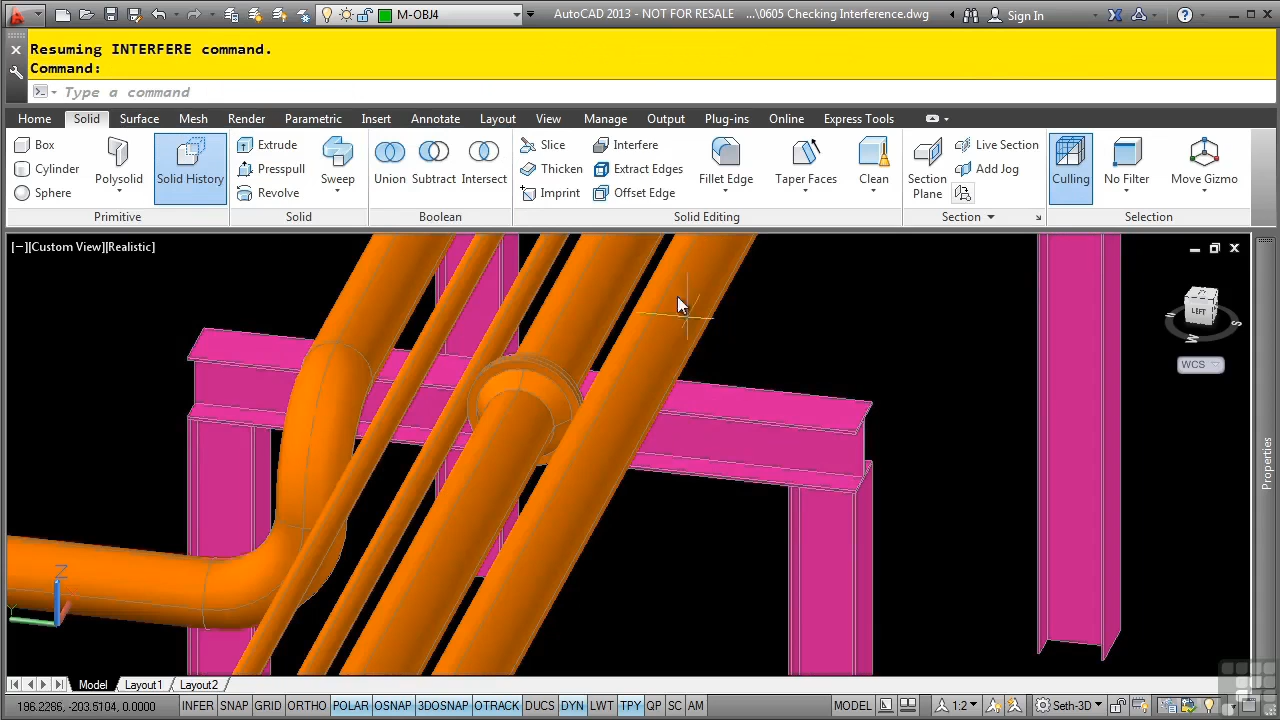 M-OBJ4
AutoCAD 2013 - NOT FOR RESALE ...\0605 Checking Interference.dwg
Sign In
Resuming INTERFERE command.
Command:
Type a command
Home Solid Surface Mesh Render Parametric Insert Annotate Layout View Manage Output Plug-ins Online Express Tools
Box
Cylinder
Sphere
Polysolid
Solid History
Extrude
Presspull
Revolve
Sweep
Union
Subtract
Intersect
Slice
Thicken
Imprint
Interfere
Extract Edges
Offset Edge
Fillet Edge
Taper Faces
Clean
Section
Plane
Live Section
Add Jog
Culling
No Filter
Move Gizmo
Primitive Solid Boolean Solid Editing Section Selection
[−][Custom View][Realistic]
LEFT
S
W
WCS
Properties
Z
Y
Model Layout1 Layout2
196.2286, -203.5104, 0.0000
INFER SNAP GRID ORTHO POLAR OSNAP 3DOSNAP OTRACK DUCS DYN LWT TPY QP SC AM
MODEL
1:2
Seth-3D